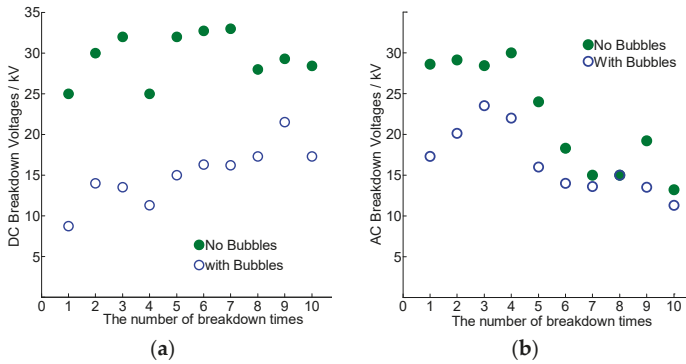 DC Breakdown Voltages / kV
35
30
25
20
15
10
5
0
1 2 3 4 5 6 7 8 9 10
The number of breakdown times
No Bubbles
with Bubbles
(a)
AC Breakdown Voltages / kV
35
30
25
20
15
10
5
0
1 2 3 4 5 6 7 8 9 10
The number of breakdown times
No Bubbles
With Bubbles
(b)